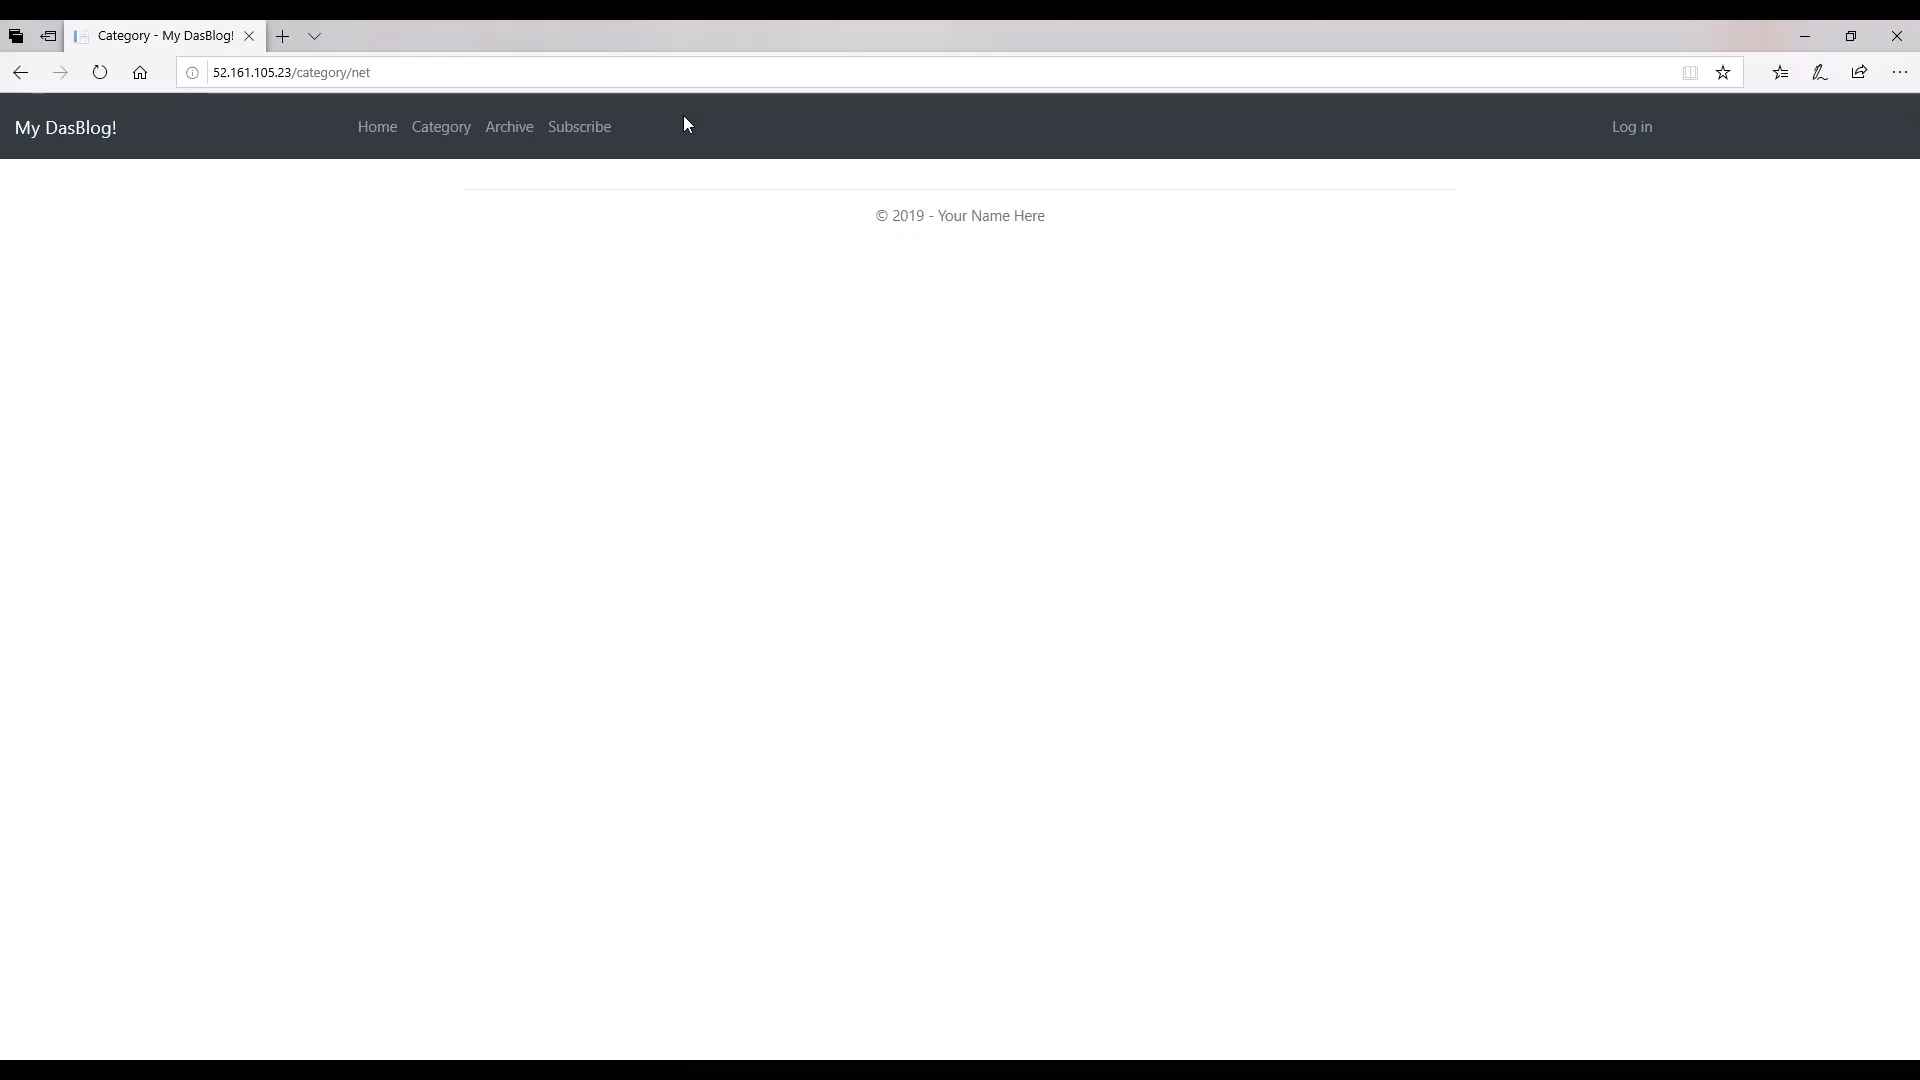 Category - My DasBlog!
52.161.105.23/category/net
My DasBlog! Home Category Archive Subscribe Log in
© 2019 - Your Name Here